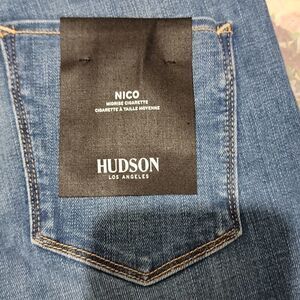 NICO
MIDRISE CIGARETTE
CIGARETTE À TAILLE MOYENNE
HUDSON
LOS ANGELES